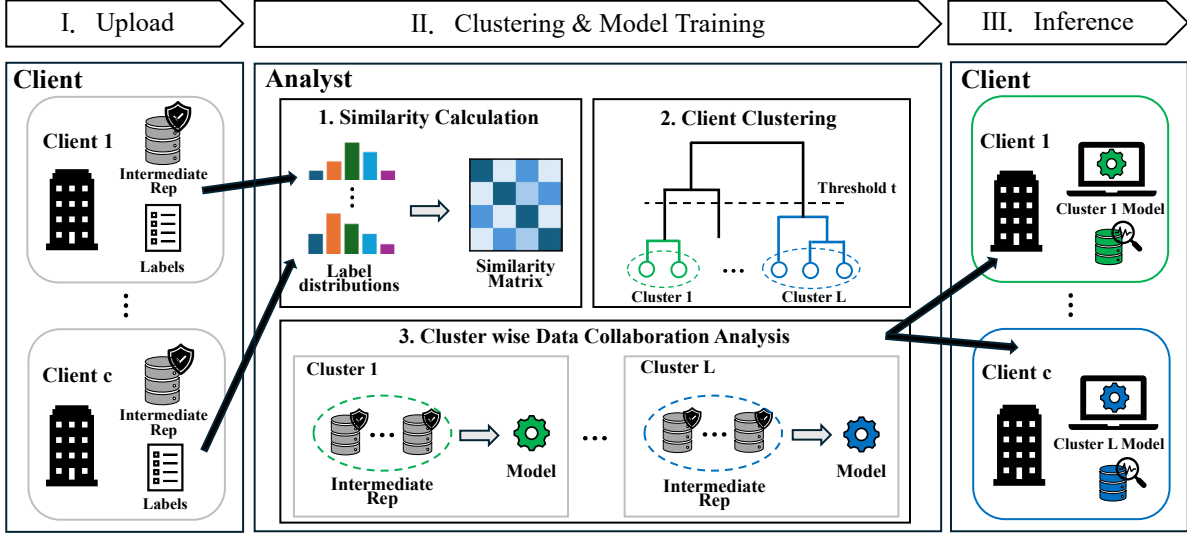 I. Upload
II. Clustering & Model Training
III. Inference
Client
Client 1
Intermediate
Rep
Labels
⋮
Client c
Intermediate
Rep
Labels
Analyst
1. Similarity Calculation
⋮
Label
distributions
Similarity
Matrix
2. Client Clustering
Threshold t
...
Cluster 1
Cluster L
3. Cluster wise Data Collaboration Analysis
Cluster 1
...
Intermediate
Rep
Model
...
Cluster L
...
Intermediate
Rep
Model
Client
Client 1
Cluster 1 Model
⋮
Client c
Cluster L Model